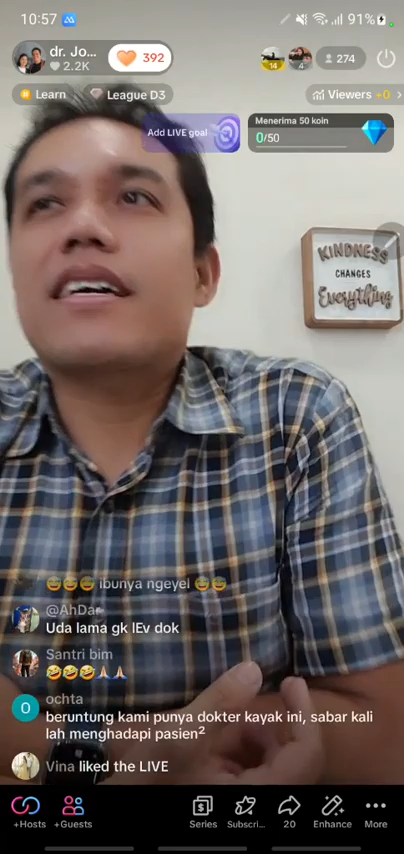 10:57
91%
dr. Jo...
2.2K
392
14
4
274
Learn
League D3
Viewers +0
Add LIVE goal
Menerima 50 koin
0/50
KINDNESS
CHANGES
Everything
😅😅😅 ibunya ngeyel 😅😅
@AhDar
Uda lama gk lEv dok
Santri bim
🤣🤣🤣🙏🏻🙏🏻
O
ochta
beruntung kami punya dokter kayak ini, sabar kali
lah menghadapi pasien²
Vina liked the LIVE
+Hosts
+Guests
Series
Subscri...
20
Enhance
More